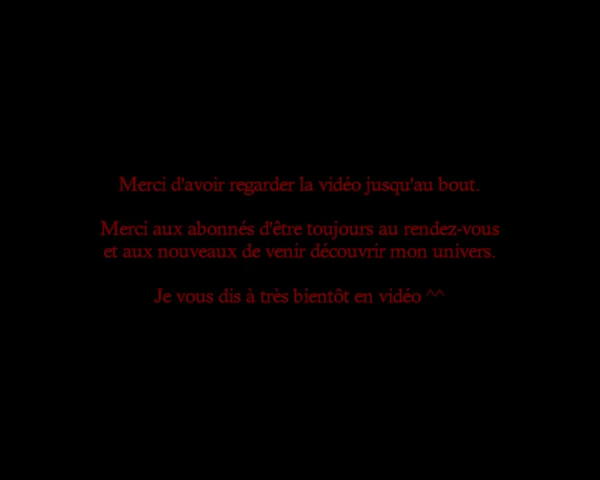 Merci d'avoir regarder la vidéo jusqu'au bout.
Merci aux abonnés d'être toujours au rendez-vous
et aux nouveaux de venir découvrir mon univers.
Je vous dis à très bientôt en vidéo ^^